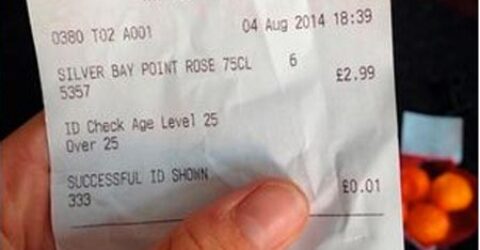 0380 T02 A001 04 Aug 2014 18:39
SILVER BAY POINT ROSE 75CL 6 £2.99
5357
ID Check Age Level 25
Over 25
SUCCESSFUL ID SHOWN £0.01
333